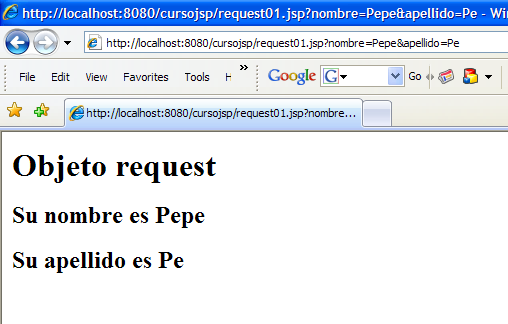 http://localhost:8080/cursojsp/request01.jsp?nombre=Pepe&apellido=Pe - Win
http://localhost:8080/cursojsp/request01.jsp?nombre=Pepe&apellido=Pe
File Edit View Favorites Tools H » Google G Go
http://localhost:8080/cursojsp/request01.jsp?nombre...
Objeto request
Su nombre es Pepe
Su apellido es Pe